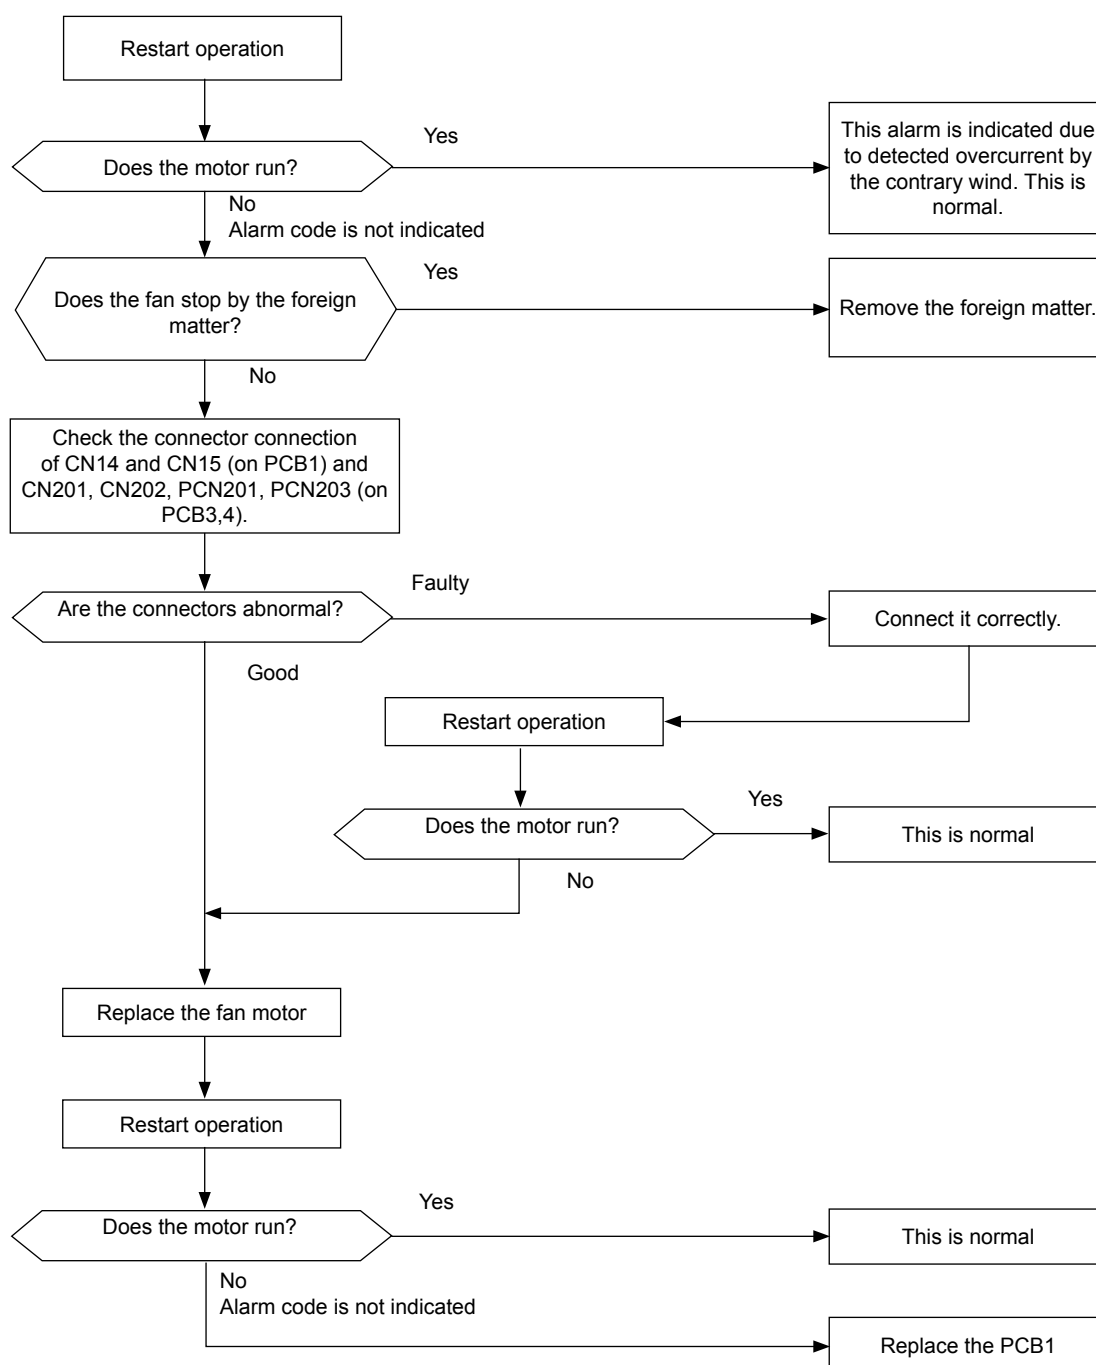 Restart operation
Yes
Does the motor run?
This alarm is indicated due
to detected overcurrent by
the contrary wind. This is
normal.
No
Alarm code is not indicated
Yes
Does the fan stop by the foreign
matter?
Remove the foreign matter.
No
Check the connector connection
of CN14 and CN15 (on PCB1) and
CN201, CN202, PCN201, PCN203 (on
PCB3,4).
Faulty
Are the connectors abnormal?
Connect it correctly.
Good
Restart operation
Yes
Does the motor run?
This is normal
No
Replace the fan motor
Restart operation
Yes
Does the motor run?
This is normal
No
Alarm code is not indicated
Replace the PCB1